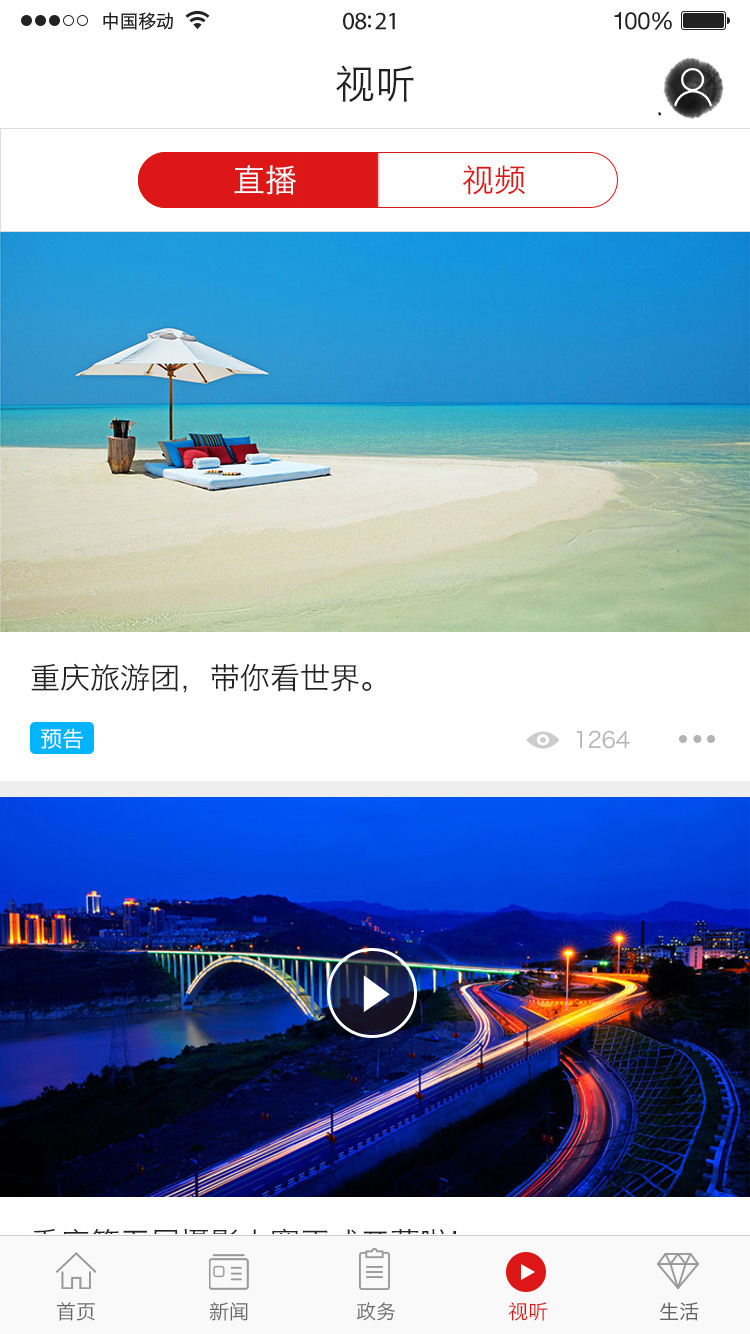 中国移动 08:21 100%
视听
直播 视频
重庆旅游团，带你看世界。
预告 1264
首页 新闻 政务 视听 生活